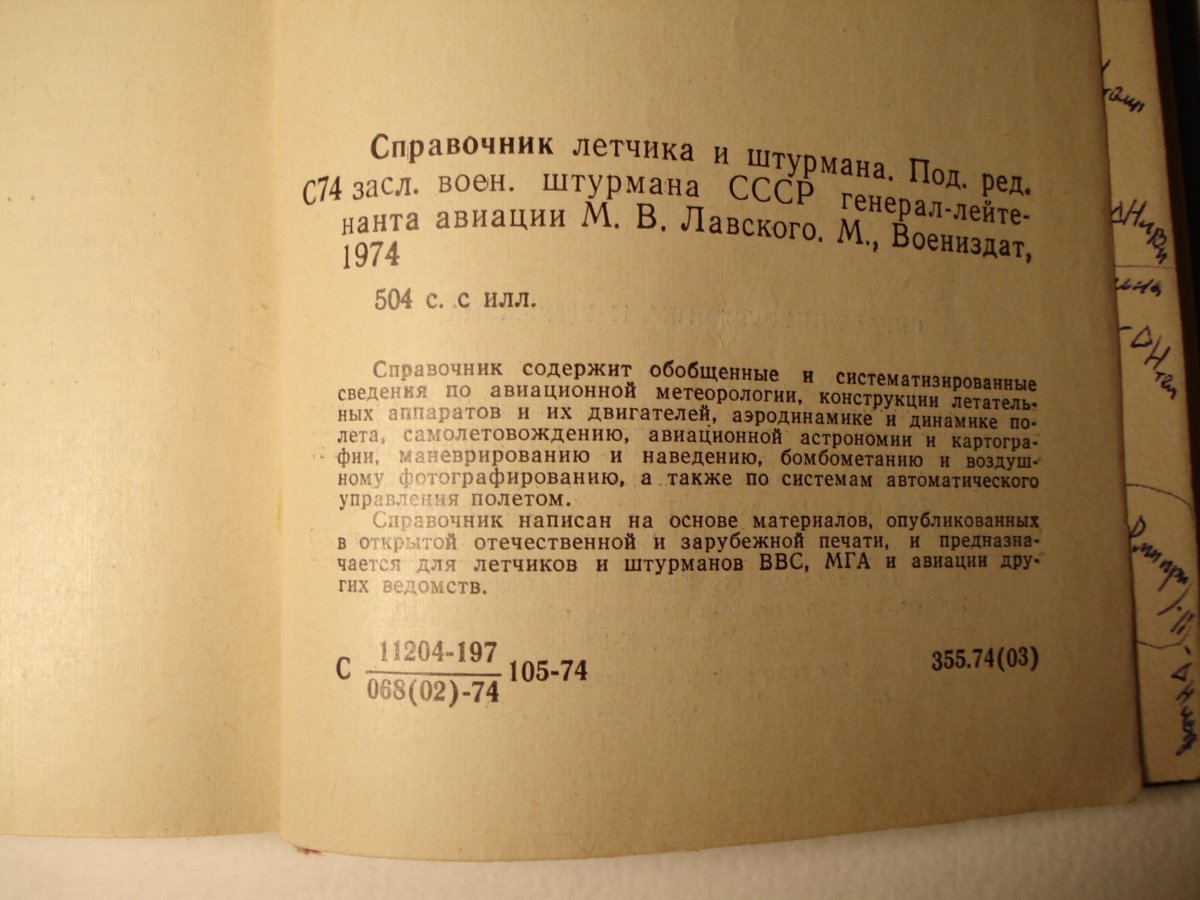 Справочник летчика и штурмана. Под. ред.
С74 засл. воен. штурмана СССР генерал-лейте-
нанта авиации М. В. Лавского. М., Воениздат,
1974
504 с. с илл.
Справочник содержит обобщенные и систематизированные
сведения по авиационной метеорологии, конструкции летатель-
ных аппаратов и их двигателей, аэродинамике и динамике по-
лета, самолетовождению, авиационной астрономии и картогра-
фии, маневрированию и наведению, бомбометанию и воздуш-
ному фотографированию, а также по системам автоматического
управления полетом.
Справочник написан на основе материалов, опубликованных
в открытой отечественной и зарубежной печати, и предназна-
чается для летчиков и штурманов ВВС, МГА и авиации дру-
гих ведомств.
С 11204-197
068(02)-74 105-74
355.74(03)